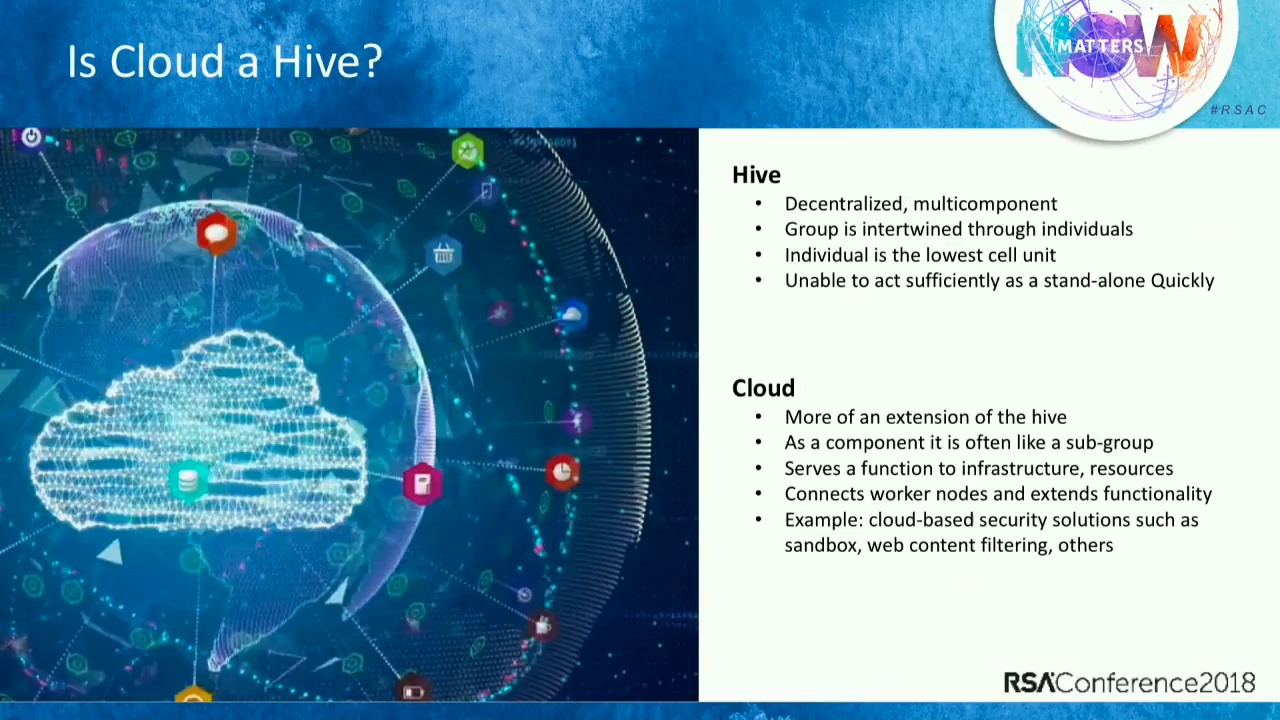 Is Cloud a Hive?
NOW
MATTERS
#RSAC
Hive
• Decentralized, multicomponent
• Group is intertwined through individuals
• Individual is the lowest cell unit
• Unable to act sufficiently as a stand-alone Quickly
Cloud
• More of an extension of the hive
• As a component it is often like a sub-group
• Serves a function to infrastructure, resources
• Connects worker nodes and extends functionality
• Example: cloud-based security solutions such as
sandbox, web content filtering, others
RSAConference2018